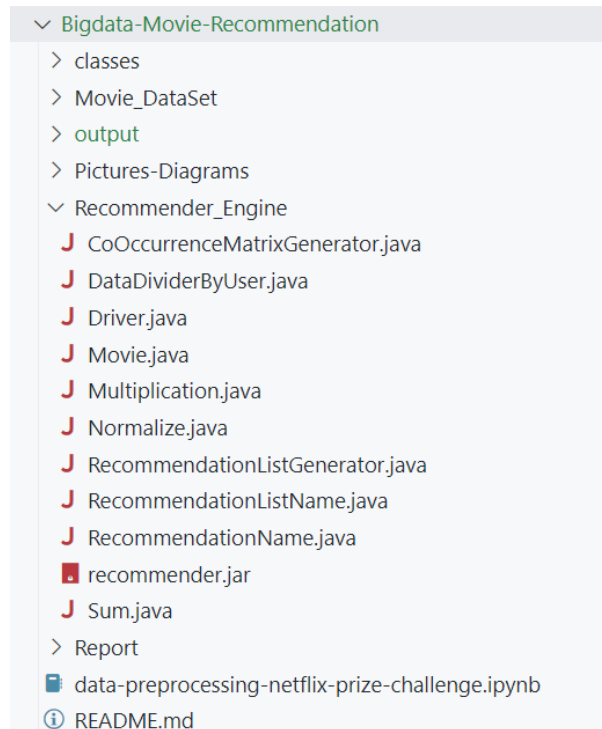 Bigdata-Movie-Recommendation
classes
Movie_DataSet
output
Pictures-Diagrams
Recommender_Engine
J CoOccurrenceMatrixGenerator.java
J DataDividerByUser.java
J Driver.java
J Movie.java
J Multiplication.java
J Normalize.java
J RecommendationListGenerator.java
J RecommendationListName.java
J RecommendationName.java
recommender.jar
J Sum.java
Report
data-preprocessing-netflix-prize-challenge.ipynb
README.md